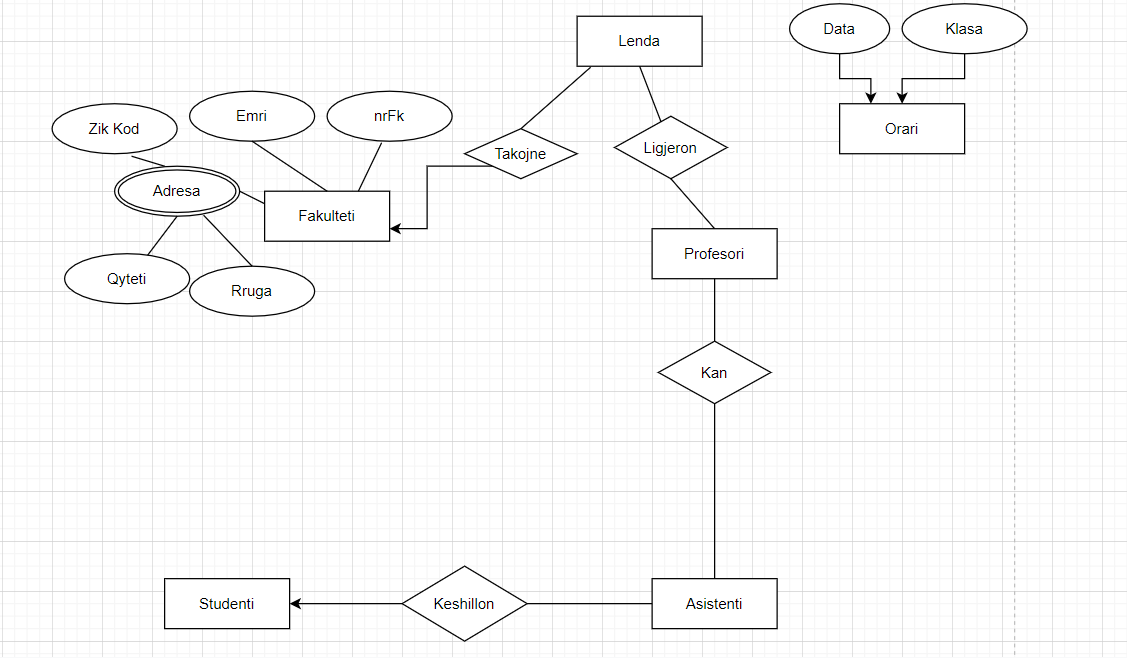 Data
Klasa
Lenda
Zik Kod
Emri
nrFk
Orari
Takojne
Ligjeron
Adresa
Fakulteti
Profesori
Qyteti
Rruga
Kan
Studenti
Keshillon
Asistenti